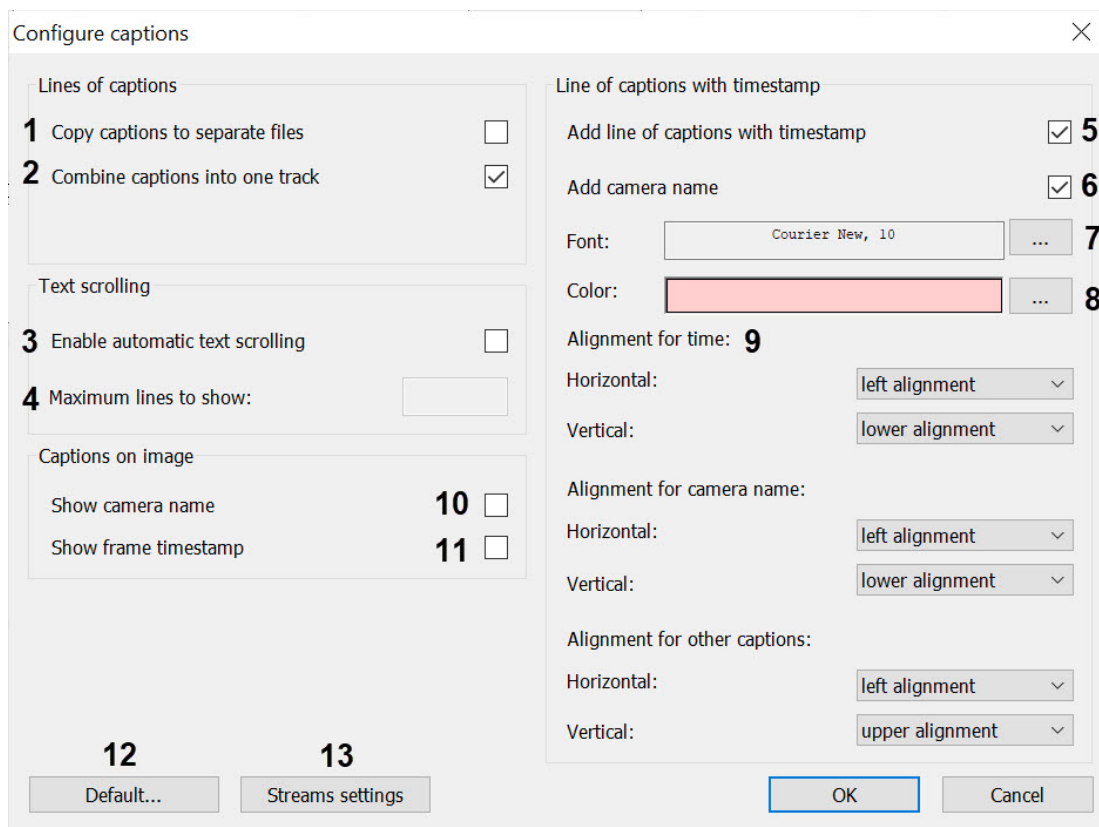 Configure captions
Lines of captions
1 Copy captions to separate files
2 Combine captions into one track
Text scrolling
3 Enable automatic text scrolling
4 Maximum lines to show:
Captions on image
Show camera name 10
Show frame timestamp 11
12
Default...
13
Streams settings
Line of captions with timestamp
Add line of captions with timestamp 5
Add camera name 6
Font: Courier New, 10 ... 7
Color: ... 8
Alignment for time: 9
Horizontal: left alignment
Vertical: lower alignment
Alignment for camera name:
Horizontal: left alignment
Vertical: lower alignment
Alignment for other captions:
Horizontal: left alignment
Vertical: upper alignment
OK
Cancel